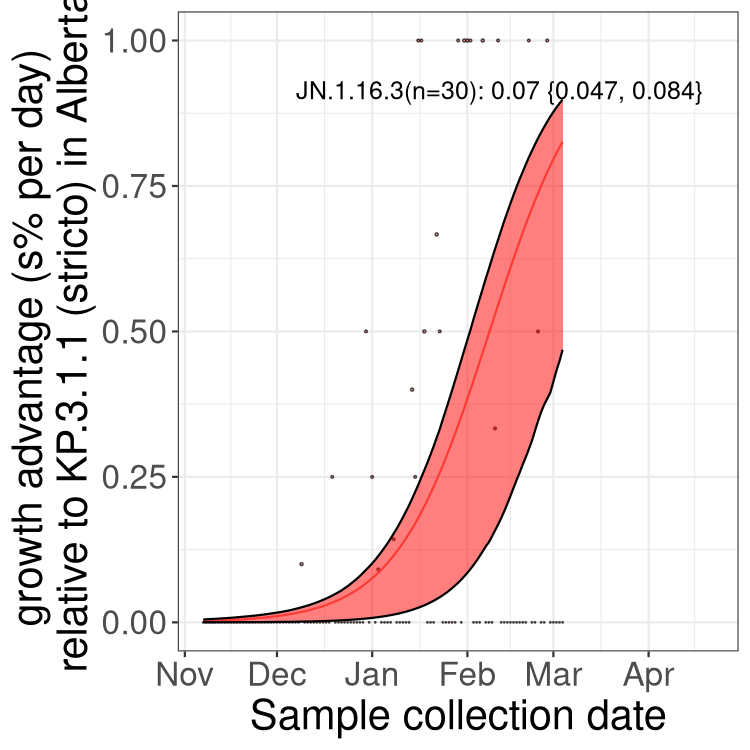 growth advantage (s% per day)
relative to KP.3.1.1 (stricto) in Alberta
1.00
0.75
0.50
0.25
0.00
JN.1.16.3(n=30): 0.07 {0.047, 0.084}
Nov Dec Jan Feb Mar Apr
Sample collection date